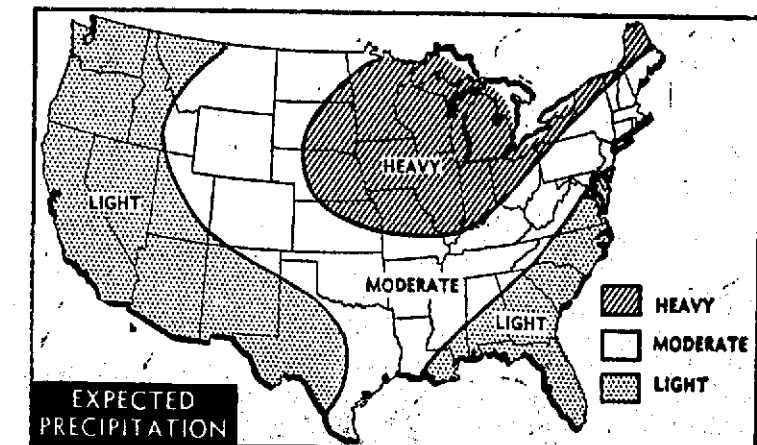 HEAVY
LIGHT
MODERATE
LIGHT
HEAVY
MODERATE
LIGHT
EXPECTED
PRECIPITATION